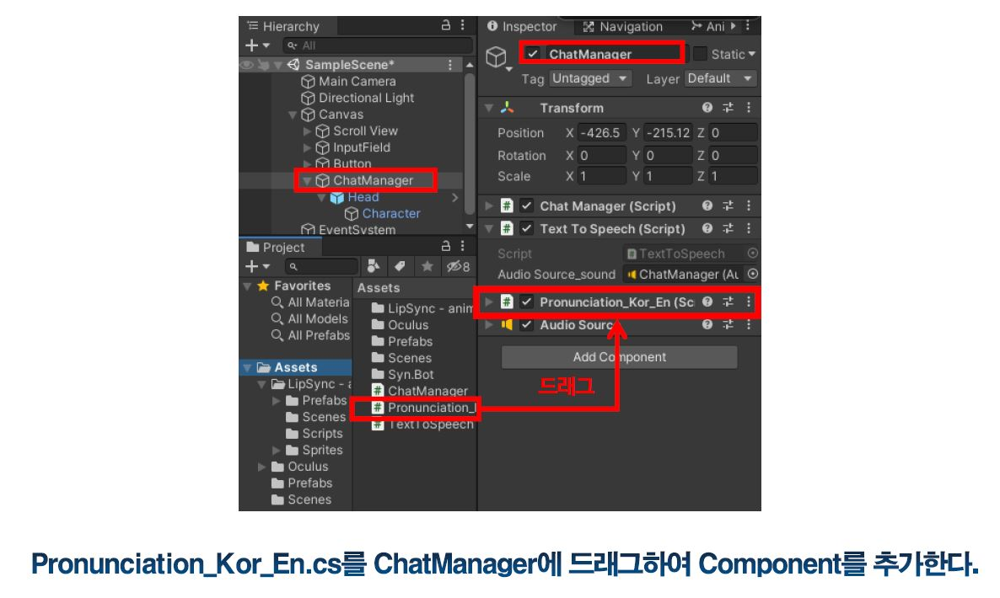 Hierarchy
All
SampleScene*
Main Camera
Directional Light
Canvas
Scroll View
InputField
Button
ChatManager
Head
Character
EventSystem
Project
8
Favorites
All Materia
All Models
All Prefabs
Assets
LipSync - a
Prefabs
Scenes
Scripts
Sprites
Oculus
Prefabs
Scenes
Assets
LipSync - anim
Oculus
Prefabs
Scenes
Syn.Bot
ChatManager
Pronunciation_
TextToSpeech
Inspector Navigation Ani
ChatManager Static
Tag Untagged Layer Default
Transform
Position X -426.5 Y -215.12 Z 0
Rotation X 0 Y 0 Z 0
Scale X 1 Y 1 Z 1
Chat Manager (Script)
Text To Speech (Script)
Script TextToSpeech
Audio Source_sound ChatManager (Au
Pronunciation_Kor_En (Sc
Audio Source
Add Component
드래그
Pronunciation_Kor_En.cs를 ChatManager에 드래그하여 Component를 추가한다.